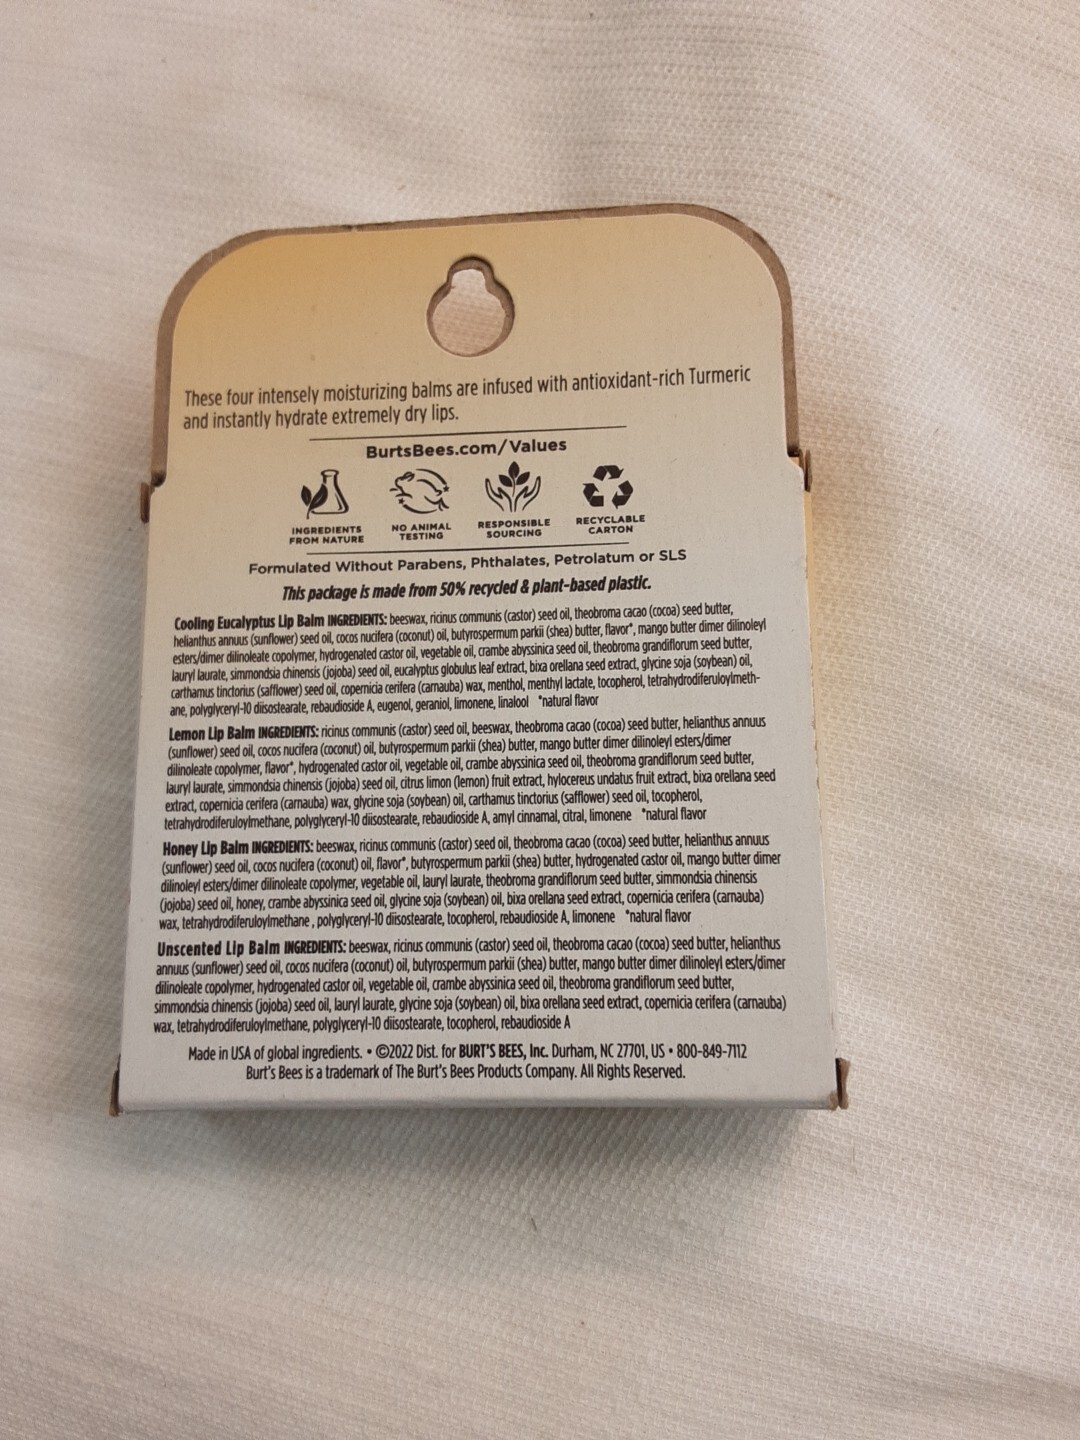 These four intensely moisturizing balms are infused with antioxidant-rich Turmeric
and instantly hydrate extremely dry lips.
BurtsBees.com/Values
INGREDIENTS
FROM NATURE
NO ANIMAL
TESTING
RESPONSIBLE
SOURCING
RECYCLABLE
CARTON
Formulated Without Parabens, Phthalates, Petrolatum or SLS
This package is made from 50% recycled & plant-based plastic.
Cooling Eucalyptus Lip Balm INGREDIENTS: beeswax, ricinus communis (castor) seed oil, theobroma cacao (cocoa) seed butter,
helianthus annuus (sunflower) seed oil, cocos nucifera (coconut) oil, butyrospermum parkii (shea) butter, flavor*, mango butter dimer dilinoleyl
esters/dimer dilinoleate copolymer, hydrogenated castor oil, vegetable oil, crambe abyssinica seed oil, theobroma grandiflorum seed butter,
lauryl laurate, simmondsia chinensis (jojoba) seed oil, eucalyptus globulus leaf extract, bixa orellana seed extract, glycine soja (soybean) oil,
carthamus tinctorius (safflower) seed oil, copernicia cerifera (carnauba) wax, menthol, menthyl lactate, tocopherol, tetrahydrodiferuloylmeth-
ane, polyglyceryl-10 diisostearate, rebaudioside A, eugenol, geraniol, limonene, linalool *natural flavor
Lemon Lip Balm INGREDIENTS: ricinus communis (castor) seed oil, beeswax, theobroma cacao (cocoa) seed butter, helianthus annuus
(sunflower) seed oil, cocos nucifera (coconut) oil, butyrospermum parkii (shea) butter, mango butter dimer dilinoleyl esters/dimer
dilinoleate copolymer, flavor*, hydrogenated castor oil, vegetable oil, crambe abyssinica seed oil, theobroma grandiflorum seed butter,
lauryl laurate, simmondsia chinensis (jojoba) seed oil, citrus limon (lemon) fruit extract, hylocereus undatus fruit extract, bixa orellana seed
extract, copernicia cerifera (carnauba) wax, glycine soja (soybean) oil, carthamus tinctorius (safflower) seed oil, tocopherol,
tetrahydrodiferuloylmethane, polyglyceryl-10 diisostearate, rebaudioside A, amyl cinnamal, citral, limonene *natural flavor
Honey Lip Balm INGREDIENTS: beeswax, ricinus communis (castor) seed oil, theobroma cacao (cocoa) seed butter, helianthus annuus
(sunflower) seed oil, cocos nucifera (coconut) oil, flavor*, butyrospermum parkii (shea) butter, hydrogenated castor oil, mango butter dimer
dilinoleyl esters/dimer dilinoleate copolymer, vegetable oil, lauryl laurate, theobroma grandiflorum seed butter, simmondsia chinensis
(jojoba) seed oil, honey, crambe abyssinica seed oil, glycine soja (soybean) oil, bixa orellana seed extract, copernicia cerifera (carnauba)
wax, tetrahydrodiferuloylmethane , polyglyceryl-10 diisostearate, tocopherol, rebaudioside A, limonene *natural flavor
Unscented Lip Balm INGREDIENTS: beeswax, ricinus communis (castor) seed oil, theobroma cacao (cocoa) seed butter, helianthus
annuus (sunflower) seed oil, cocos nucifera (coconut) oil, butyrospermum parkii (shea) butter, mango butter dimer dilinoleyl esters/dimer
dilinoleate copolymer, hydrogenated castor oil, vegetable oil, crambe abyssinica seed oil, theobroma grandiflorum seed butter,
simmondsia chinensis (jojoba) seed oil, lauryl laurate, glycine soja (soybean) oil, bixa orellana seed extract, copernicia cerifera (carnauba)
wax, tetrahydrodiferuloylmethane, polyglyceryl-10 diisostearate, tocopherol, rebaudioside A
Made in USA of global ingredients. • ©2022 Dist. for BURT'S BEES, Inc. Durham, NC 27701, US • 800-849-7112
Burt's Bees is a trademark of The Burt's Bees Products Company. All Rights Reserved.